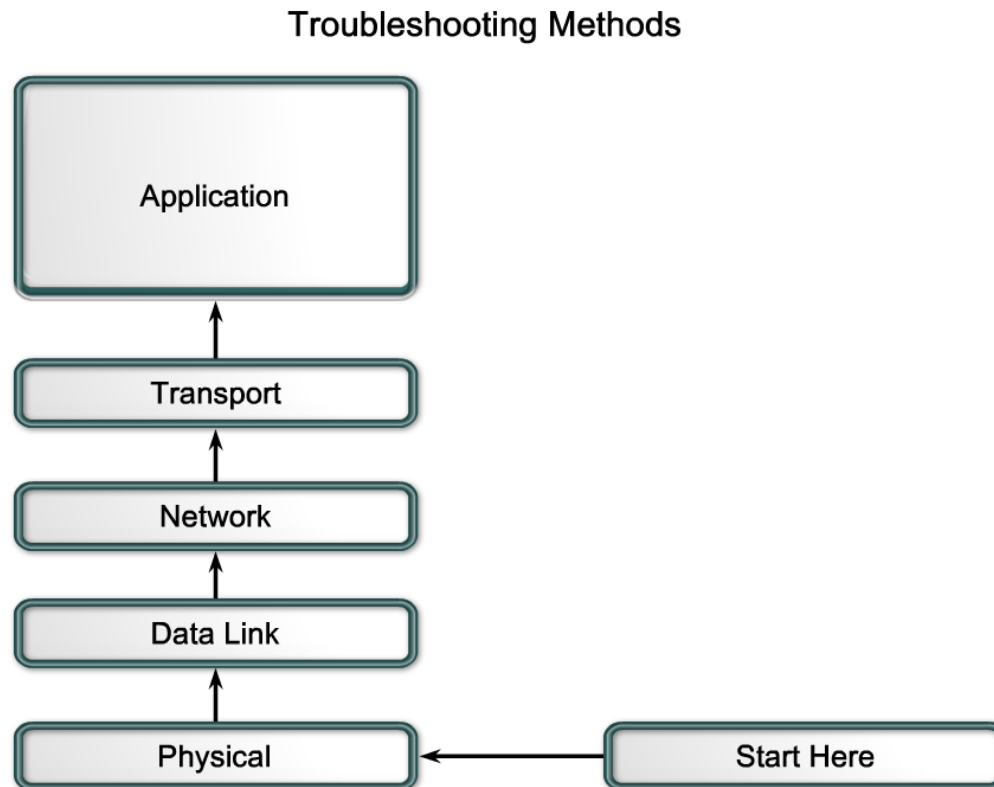 Troubleshooting Methods
Application
Transport
Network
Data Link
Physical
Start Here